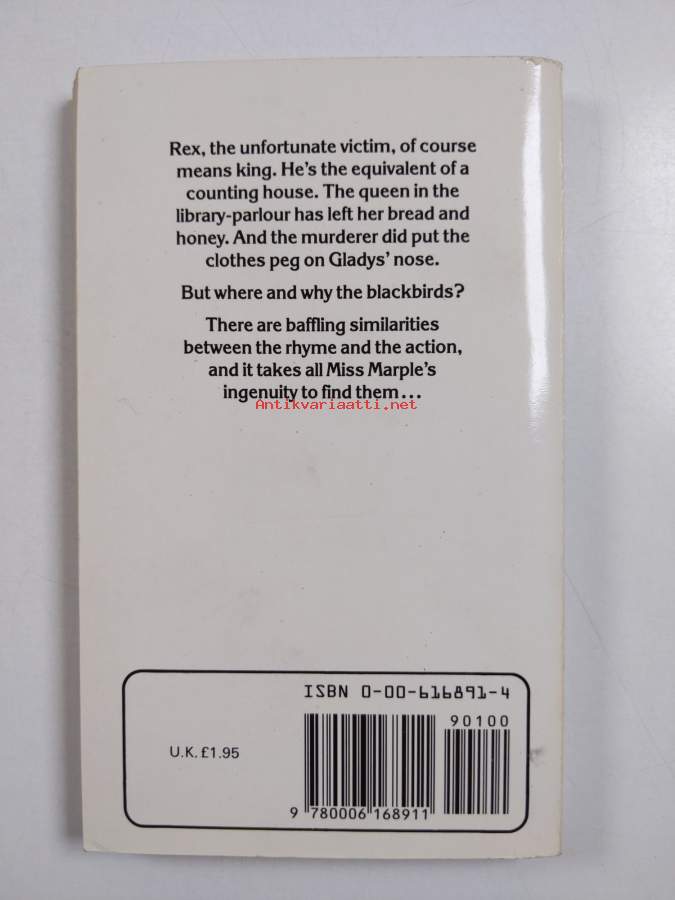 Rex, the unfortunate victim, of course
means king. He's the equivalent of a
counting house. The queen in the
library-parlour has left her bread and
honey. And the murderer did put the
clothes peg on Gladys' nose.
But where and why the blackbirds?
There are baffling similarities
between the rhyme and the action,
and it takes all Miss Marple's
ingenuity to find them...
Antikvariaatti.net
ISBN 0-00-616891-4
90100
U.K. £1.95
9 780006 168911